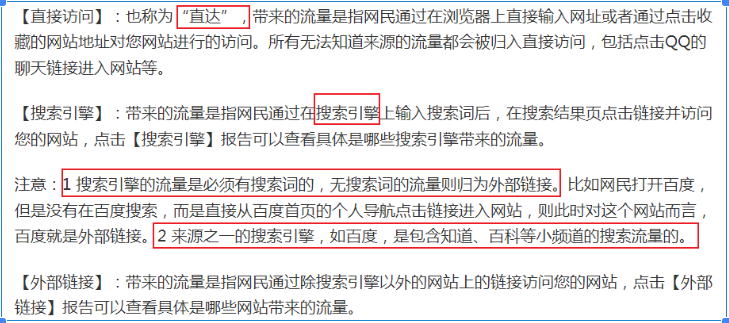 【直接访问】：也称为“直达”，带来的流量是指网民通过在浏览器上直接输入网址或者通过点击收
藏的网站地址对您网站进行的访问。所有无法知道来源的流量都会被归入直接访问，包括点击QQ的
聊天链接进入网站等。
【搜索引擎】：带来的流量是指网民通过在搜索引擎上输入搜索词后，在搜索结果页点击链接并访问
您的网站，点击【搜索引擎】报告可以查看具体是哪些搜索引擎带来的流量。
注意：1 搜索引擎的流量是必须有搜索词的，无搜索词的流量则归为外部链接。比如网民打开百度，
但是没有在百度搜索，而是直接从百度首页的个人导航点击链接进入网站，则此时对这个网站而言，
百度就是外部链接。2 来源之一的搜索引擎，如百度，是包含知道、百科等小频道的搜索流量的。
【外部链接】：带来的流量是指网民通过除搜索引擎以外的网站上的链接访问您的网站，点击【外部
链接】报告可以查看具体是哪些网站带来的流量。